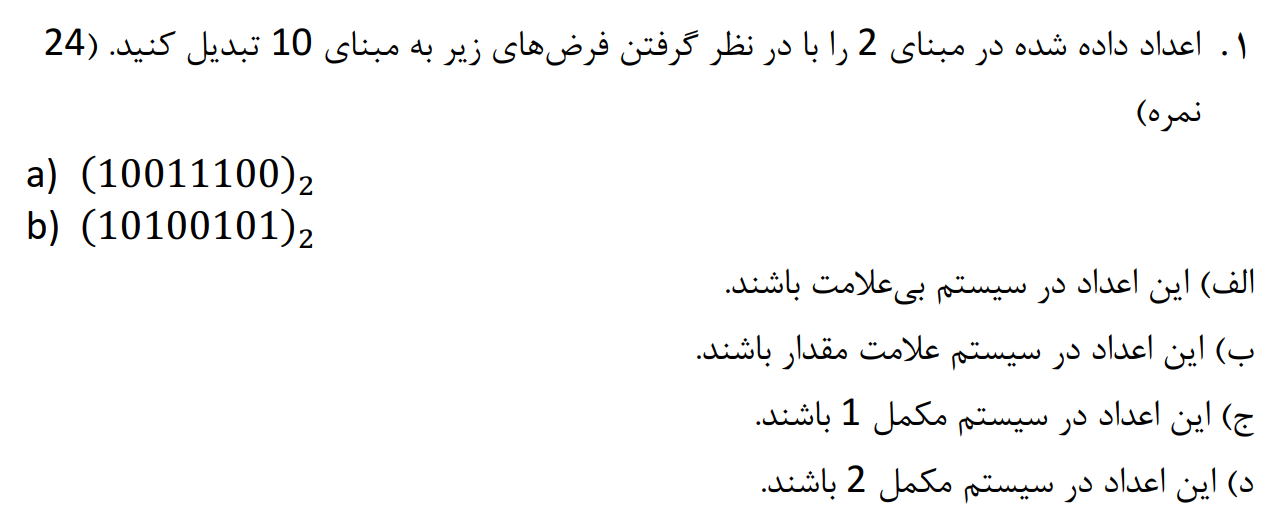 ۱. اعداد داده شده در مبنای 2 را با در نظر گرفتن فرض‌های زیر به مبنای 10 تبدیل کنید. (24
نمره)
a) (10011100)₂
b) (10100101)₂
الف) این اعداد در سیستم بی‌علامت باشند.
ب) این اعداد در سیستم علامت مقدار باشند.
ج) این اعداد در سیستم مکمل 1 باشند.
د) این اعداد در سیستم مکمل 2 باشند.